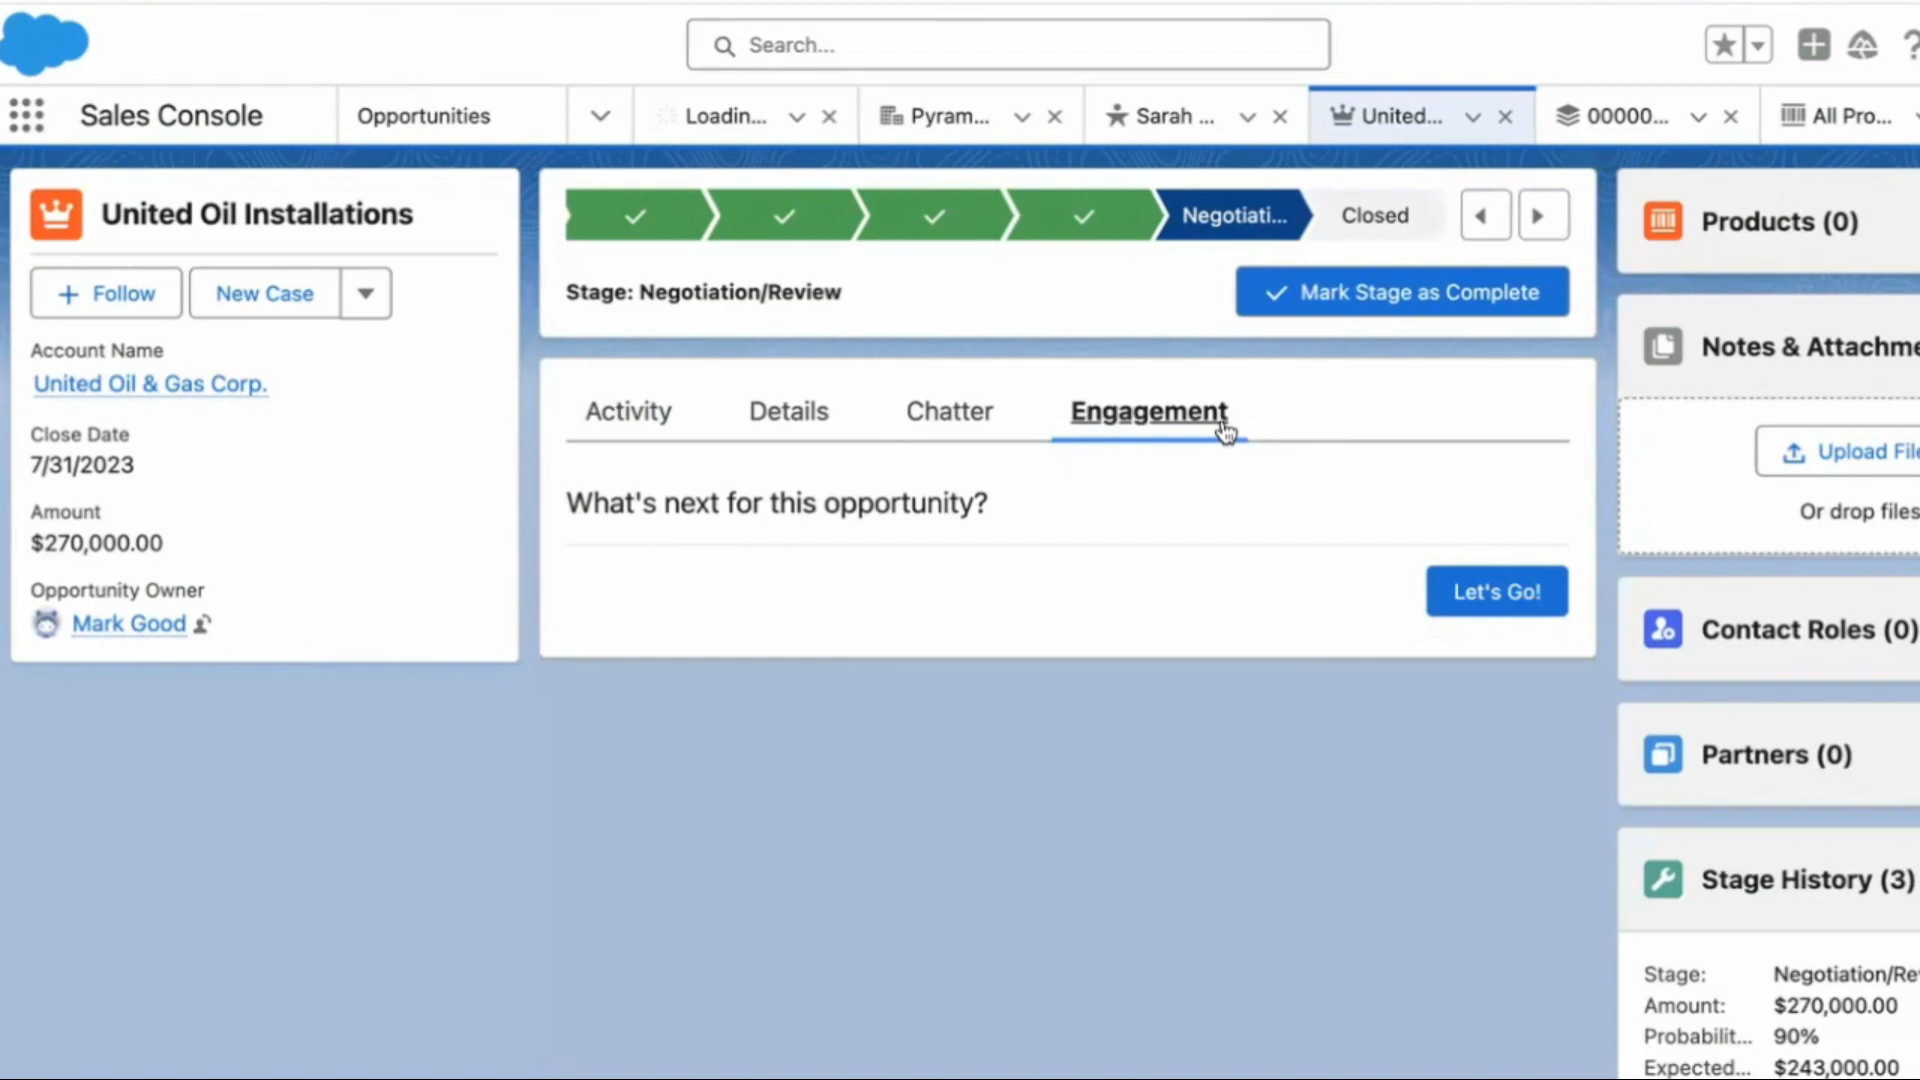 Search...
Sales Console
Opportunities
Loadin...
Pyram...
Sarah ...
United...
00000...
All Pro...
United Oil Installations
Follow
New Case
Account Name
United Oil & Gas Corp.
Close Date
7/31/2023
Amount
$270,000.00
Opportunity Owner
Mark Good
Negotiati...
Closed
Stage: Negotiation/Review
Mark Stage as Complete
Activity
Details
Chatter
Engagement
What's next for this opportunity?
Let's Go!
Products (0)
Notes & Attachme
Upload File
Or drop files
Contact Roles (0)
Partners (0)
Stage History (3)
Stage: Negotiation/Re
Amount: $270,000.00
Probabilit... 90%
Expected... $243,000.00